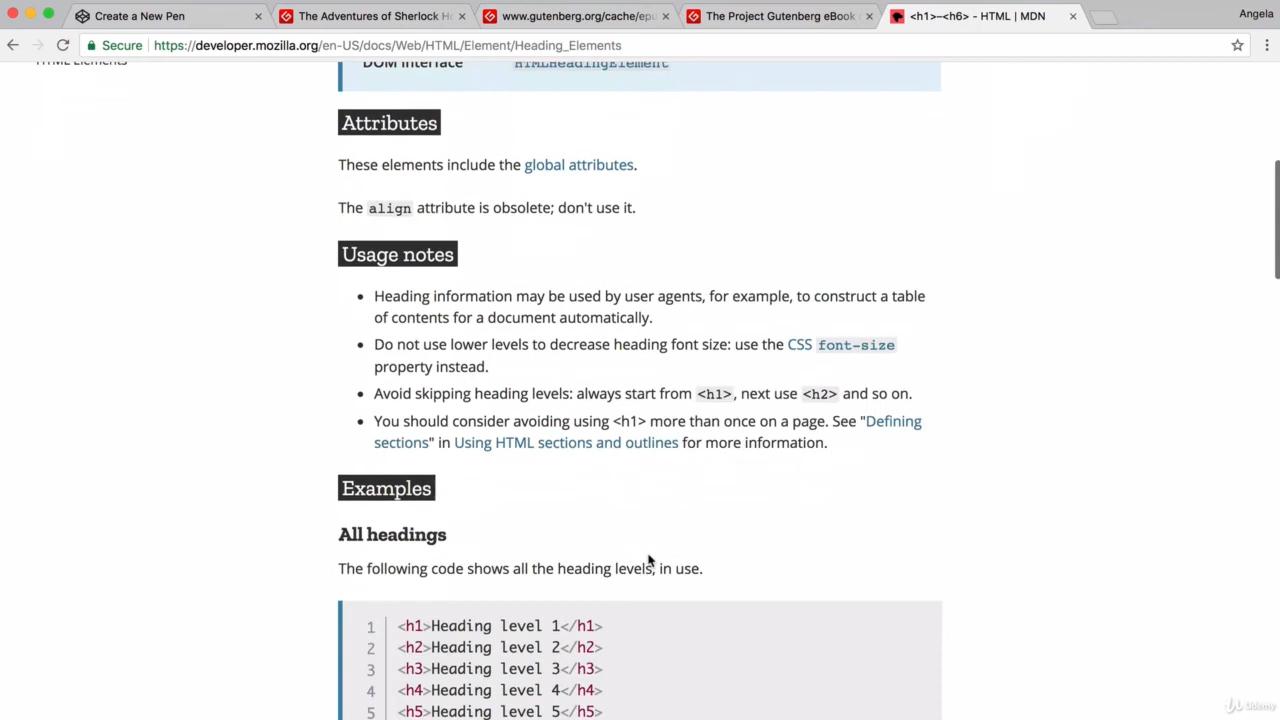 Create a New Pen
The Adventures of Sherlock H
www.gutenberg.org/cache/epu
The Project Gutenberg eBook
<h1>–<h6> - HTML | MDN
Angela
Secure
https://developer.mozilla.org/en-US/docs/Web/HTML/Element/Heading_Elements
HTML Elements
DOM Interface HTMLHeadingElement
Attributes
These elements include the global attributes.
The align attribute is obsolete; don't use it.
Usage notes
Heading information may be used by user agents, for example, to construct a table
of contents for a document automatically.
Do not use lower levels to decrease heading font size: use the CSS font-size
property instead.
Avoid skipping heading levels: always start from <h1>, next use <h2> and so on.
You should consider avoiding using <h1> more than once on a page. See "Defining
sections" in Using HTML sections and outlines for more information.
Examples
All headings
The following code shows all the heading levels, in use.
1 <h1>Heading level 1</h1>
2 <h2>Heading level 2</h2>
3 <h3>Heading level 3</h3>
4 <h4>Heading level 4</h4>
5 <h5>Heading level 5</h5>
Udemy